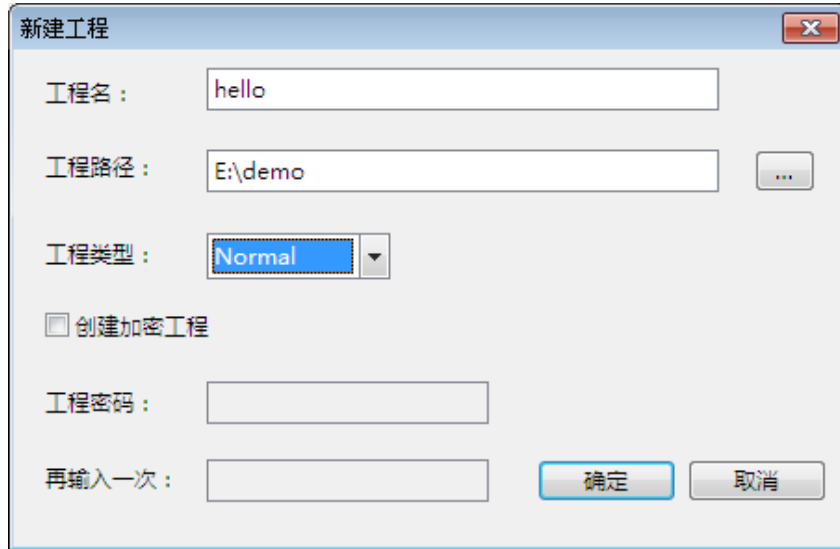 新建工程
工程名：
hello
工程路径：
E:\demo
...
工程类型：
Normal
创建加密工程
工程密码：
再输入一次：
确定
取消